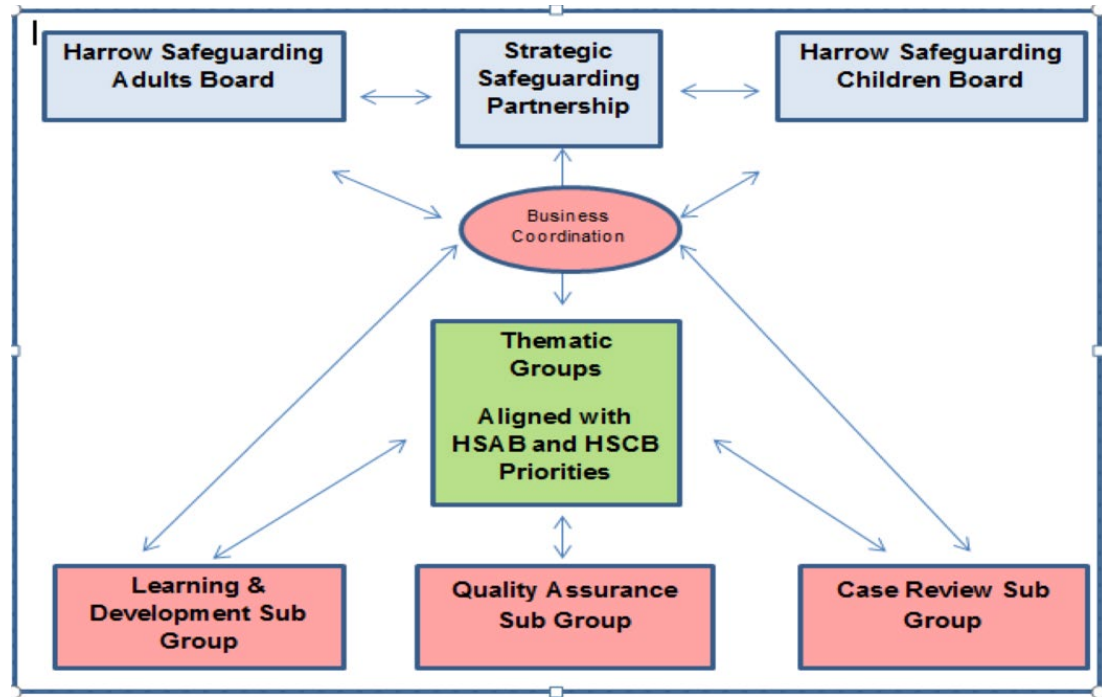 Harrow Safeguarding
Adults Board
Strategic
Safeguarding
Partnership
Harrow Safeguarding
Children Board
Business
Coordination
Thematic
Groups
Aligned with
HSAB and HSCB
Priorities
Learning &
Development Sub
Group
Quality Assurance
Sub Group
Case Review Sub
Group